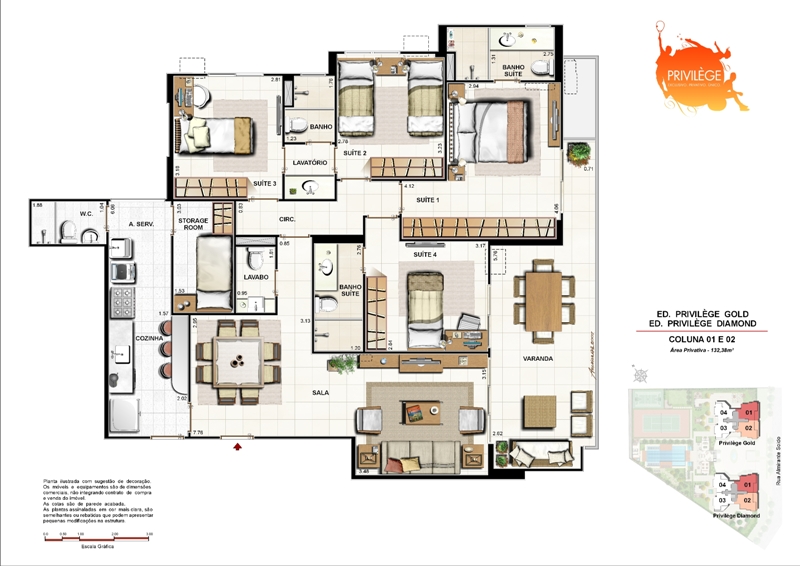 PRIVILÈGE
BANHO
SUÍTE
2.75
1.31
2.94
2.81
1.76
BANHO
1.23
2.76
3.23
SUÍTE 2
LAVATÓRIO
2.16
SUÍTE 3
4.12
SUÍTE 1
4.06
0.71
1.88
W.C.
1.04
6.08
A. SERV.
3.03
STORAGE
ROOM
0.83
CIRC.
0.85
1.81
LAVABO
0.95
1.53
1.57
2.76
BANHO
SUÍTE
3.13
1.20
SUÍTE 4
3.17
5.76
2.84
COZINHA
2.02
2.05
7.76
SALA
3.15
3.48
2.62
VARANDA
ED. PRIVILÈGE GOLD
ED. PRIVILÈGE DIAMOND
COLUNA 01 E 02
Área Privativa - 132,38m²
04 01
03 02
Privilège Gold
04 01
03 02
Privilège Diamond
Rua Almirante Soido
Planta ilustrada com sugestão de decoração.
Os móveis e equipamentos são de dimensões
comerciais, não integrando contrato de compra
e venda do imóvel.
As cotas são de parede acabada.
As plantas assinaladas em cor mais clara, são
semelhantes ou rebatidas que podem apresentar
pequenas modificações na estrutura.
Escala Gráfica